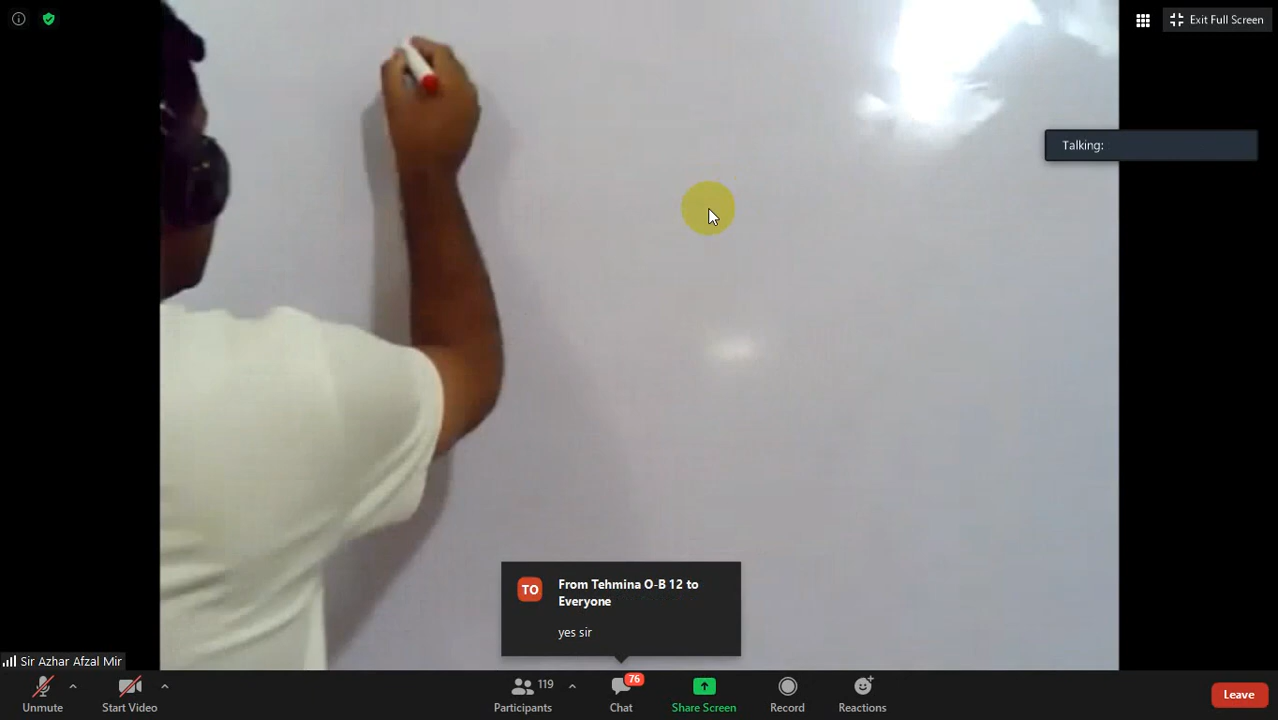 Exit Full Screen
Talking:
TO
From Tehmina O-B 12 to
Everyone
yes sir
Sir Azhar Afzal Mir
Unmute
Start Video
119
Participants
76
Chat
Share Screen
Record
Reactions
Leave